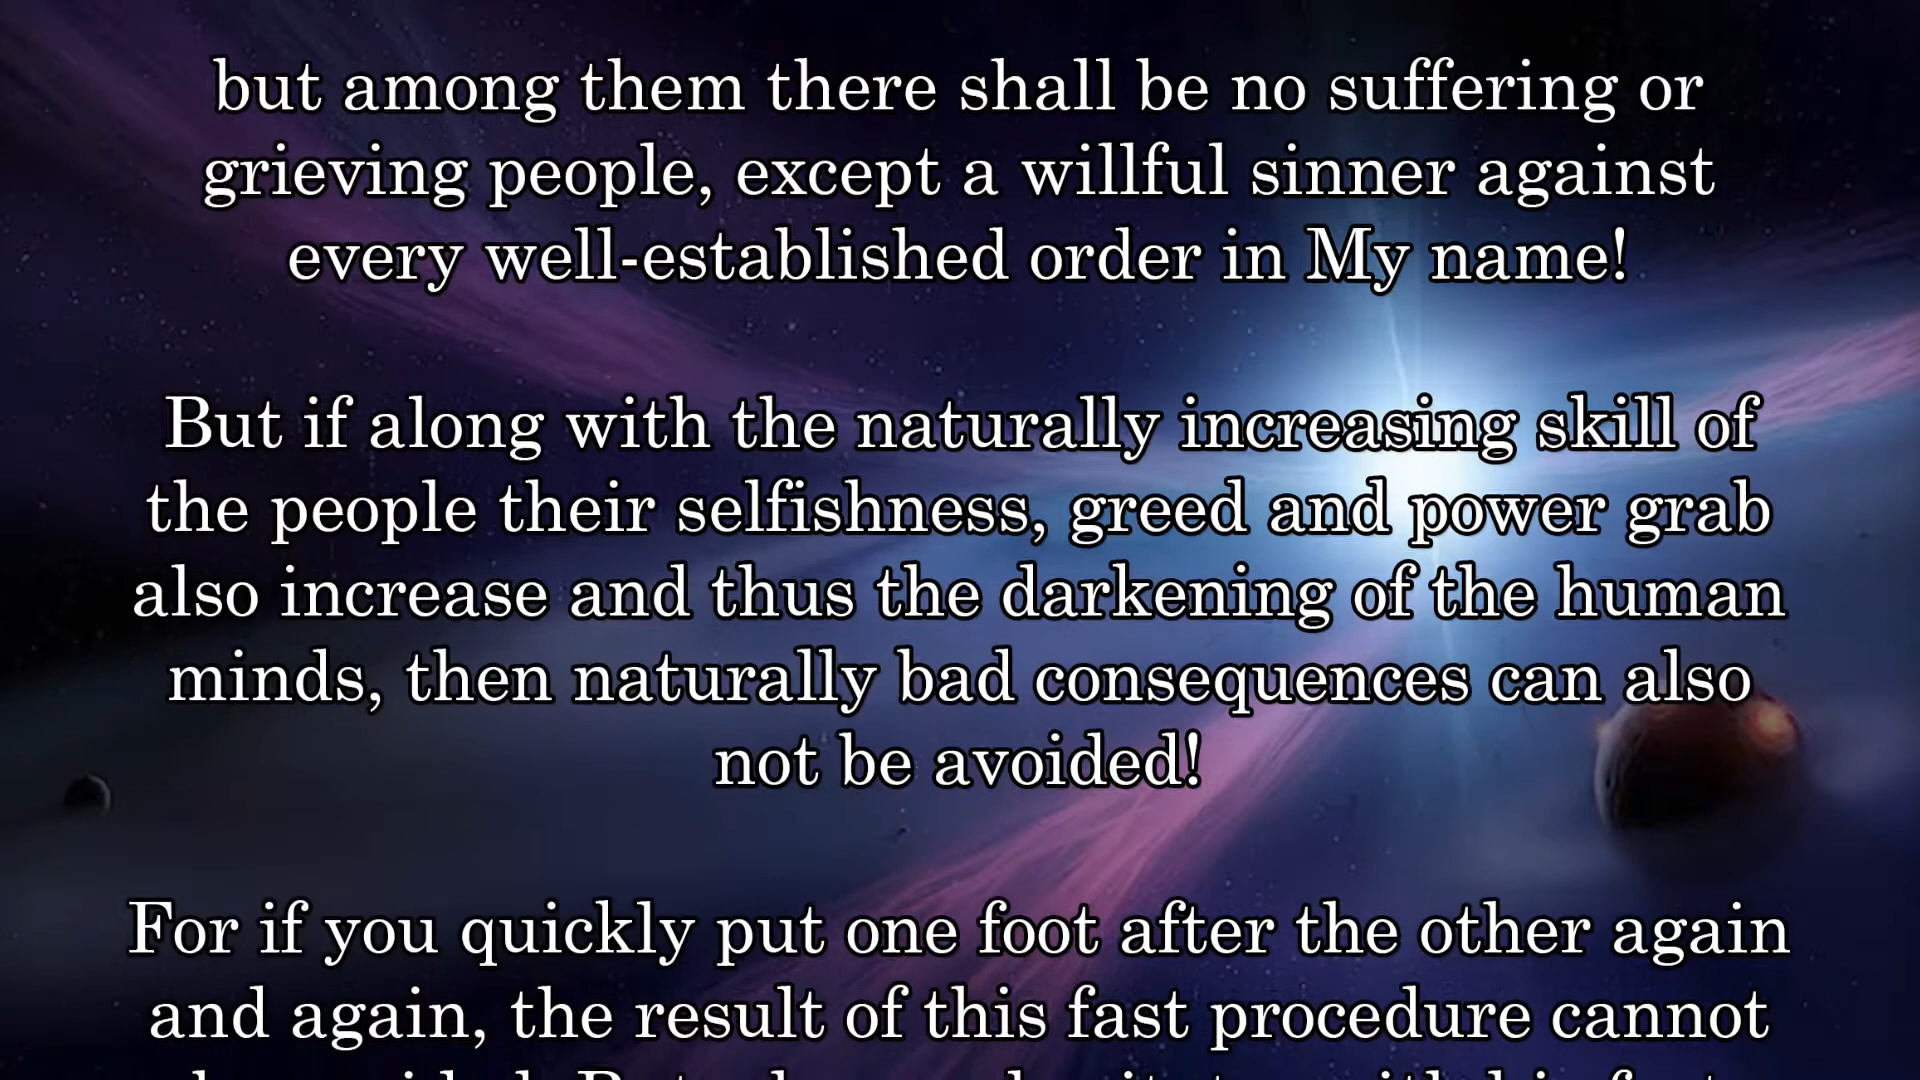 but among them there shall be no suffering or
grieving people, except a willful sinner against
every well-established order in My name!
But if along with the naturally increasing skill of
the people their selfishness, greed and power grab
also increase and thus the darkening of the human
minds, then naturally bad consequences can also
not be avoided!
For if you quickly put one foot after the other again
and again, the result of this fast procedure cannot